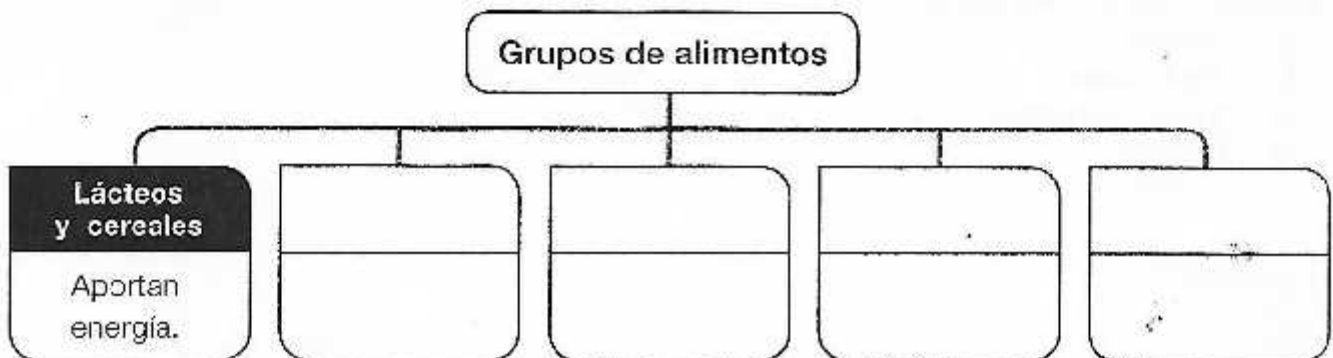 Grupos de alimentos
Lácteos
y cereales
Aportan
energía.